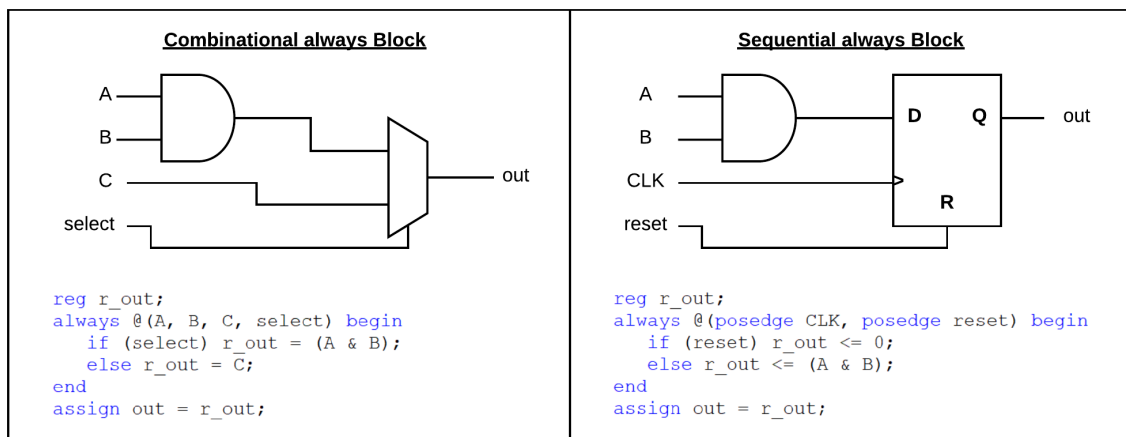 Combinational always Block
A
B
C
select
out
reg r_out;
always @(A, B, C, select) begin
   if (select) r_out = (A & B);
   else r_out = C;
end
assign out = r_out;
Sequential always Block
A
B
CLK
reset
D
Q
R
out
reg r_out;
always @(posedge CLK, posedge reset) begin
   if (reset) r_out <= 0;
   else r_out <= (A & B);
end
assign out = r_out;